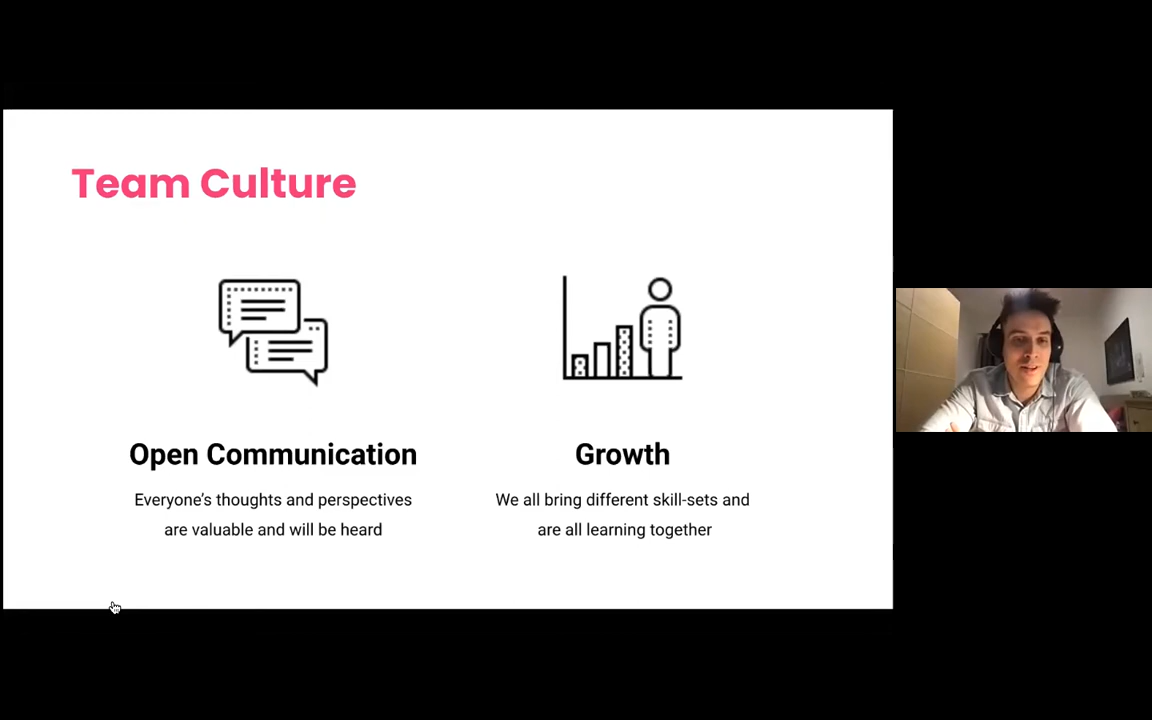 Team Culture
Open Communication
Everyone’s thoughts and perspectives
are valuable and will be heard
Growth
We all bring different skill-sets and
are all learning together